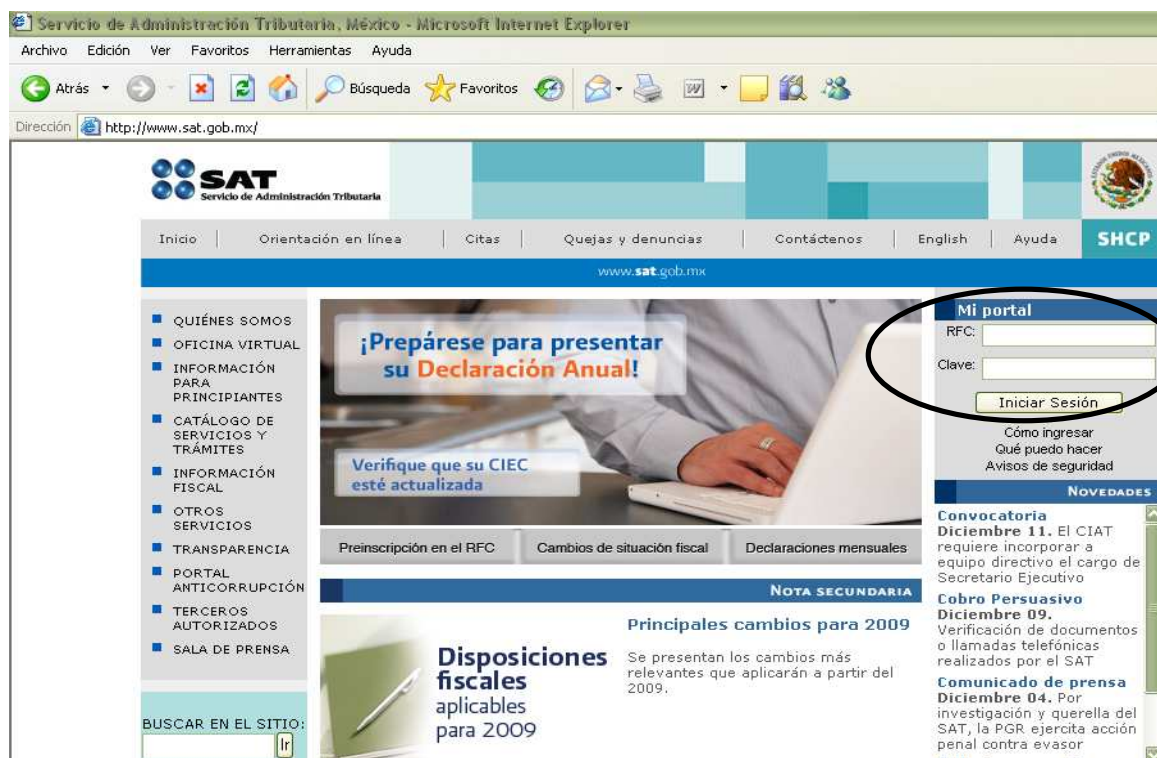 Servicio de Administración Tributaria, México - Microsoft Internet Explorer
Archivo Edición Ver Favoritos Herramientas Ayuda
Atrás Búsqueda Favoritos
Dirección http://www.sat.gob.mx/
SAT
Servicio de Administración Tributaria
Inicio Orientación en línea Citas Quejas y denuncias Contáctenos English Ayuda SHCP
www.sat.gob.mx
QUIÉNES SOMOS
OFICINA VIRTUAL
INFORMACIÓN
PARA
PRINCIPIANTES
CATÁLOGO DE
SERVICIOS Y
TRÁMITES
INFORMACIÓN
FISCAL
OTROS
SERVICIOS
TRANSPARENCIA
PORTAL
ANTICORRUPCIÓN
TERCEROS
AUTORIZADOS
SALA DE PRENSA
BUSCAR EN EL SITIO:
Ir
¡Prepárese para presentar
su Declaración Anual!
Verifique que su CIEC
esté actualizada
Preinscripción en el RFC Cambios de situación fiscal Declaraciones mensuales
NOTA SECUNDARIA
Disposiciones
fiscales
aplicables
para 2009
Principales cambios para 2009
Se presentan los cambios más
relevantes que aplicarán a partir del
2009.
Mi portal
RFC:
Clave:
Iniciar Sesión
Cómo ingresar
Qué puedo hacer
Avisos de seguridad
NOVEDADES
Convocatoria
Diciembre 11. El CIAT
requiere incorporar a
equipo directivo el cargo de
Secretario Ejecutivo
Cobro Persuasivo
Diciembre 09.
Verificación de documentos
o llamadas telefónicas
realizados por el SAT
Comunicado de prensa
Diciembre 04. Por
investigación y querella del
SAT, la PGR ejercita acción
penal contra evasor